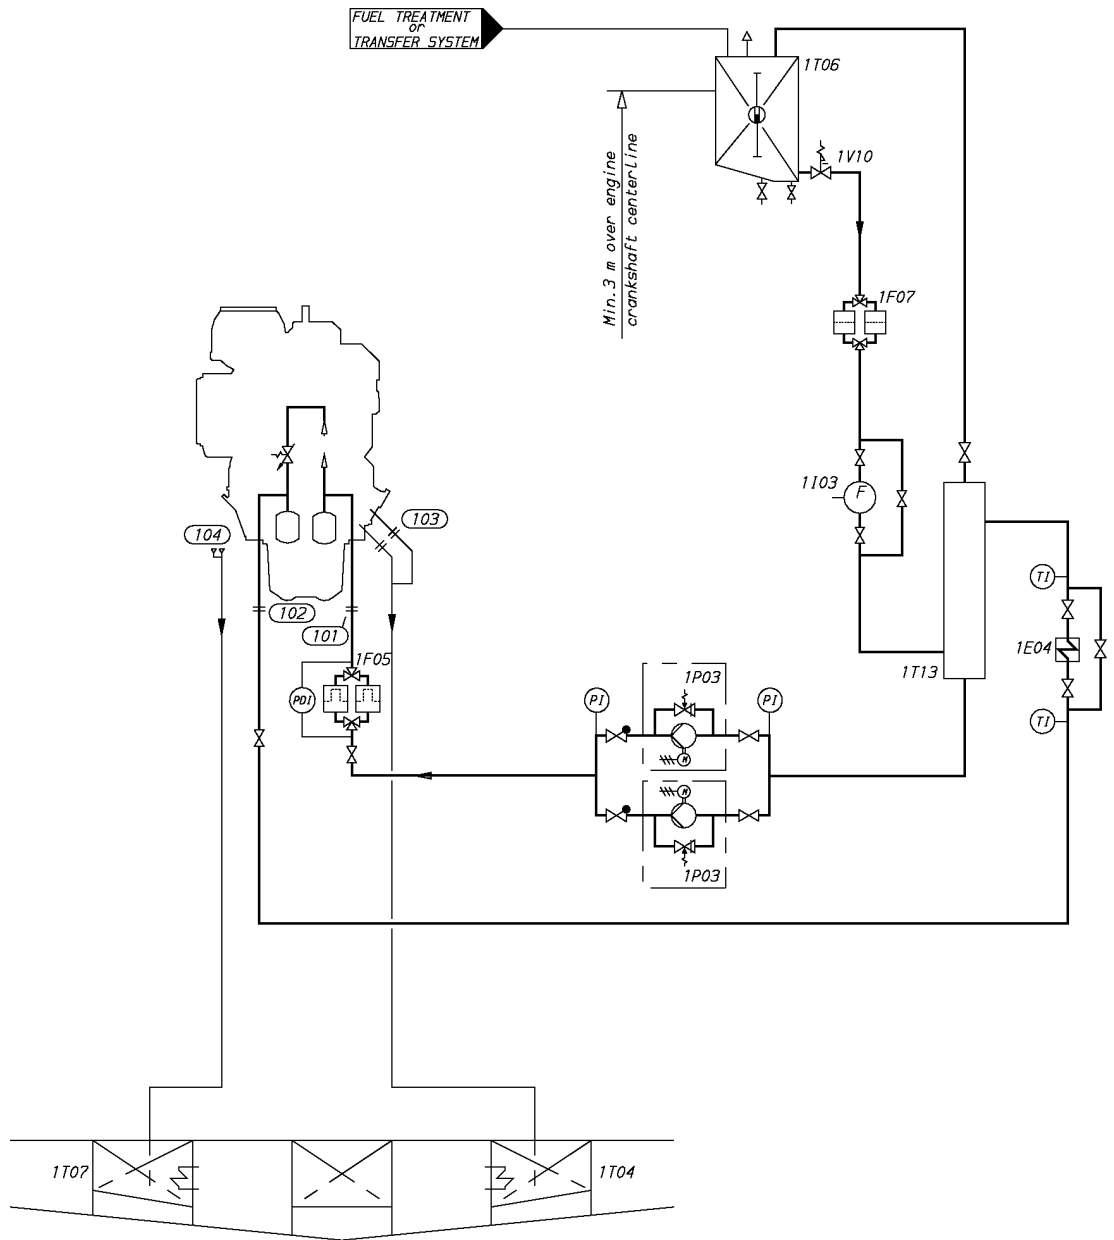 FUEL TREATMENT
or
TRANSFER SYSTEM
1T06
1V10
Min.3 m over engine
crankshaft centerline
1F07
1I03
F
103
104
102
101
TI
1E04
1T13
1F05
PDI
1P03
PI
PI
M
TI
M
1P03
1T07
1T04